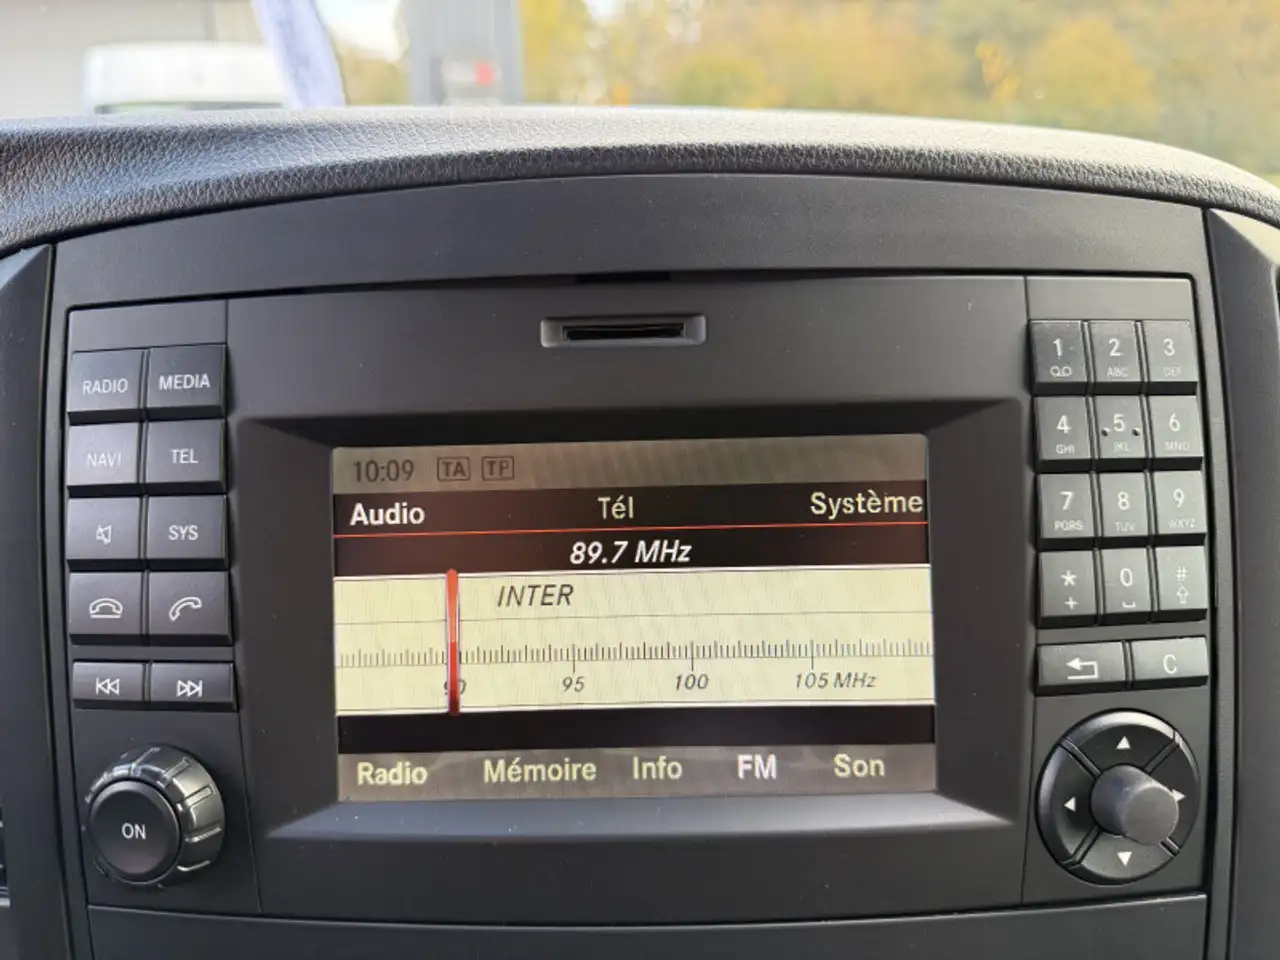 RADIO MEDIA
NAVI TEL
SYS
ON
10:09 TA TP
Audio Tél Système
89.7 MHz
INTER
90 95 100 105 MHz
Radio Mémoire Info FM Son
1 2 3
ABC DEF
4 5 6
GHI JKL MNO
7 8 9
PQRS TUV WXYZ
* 0 #
+
C